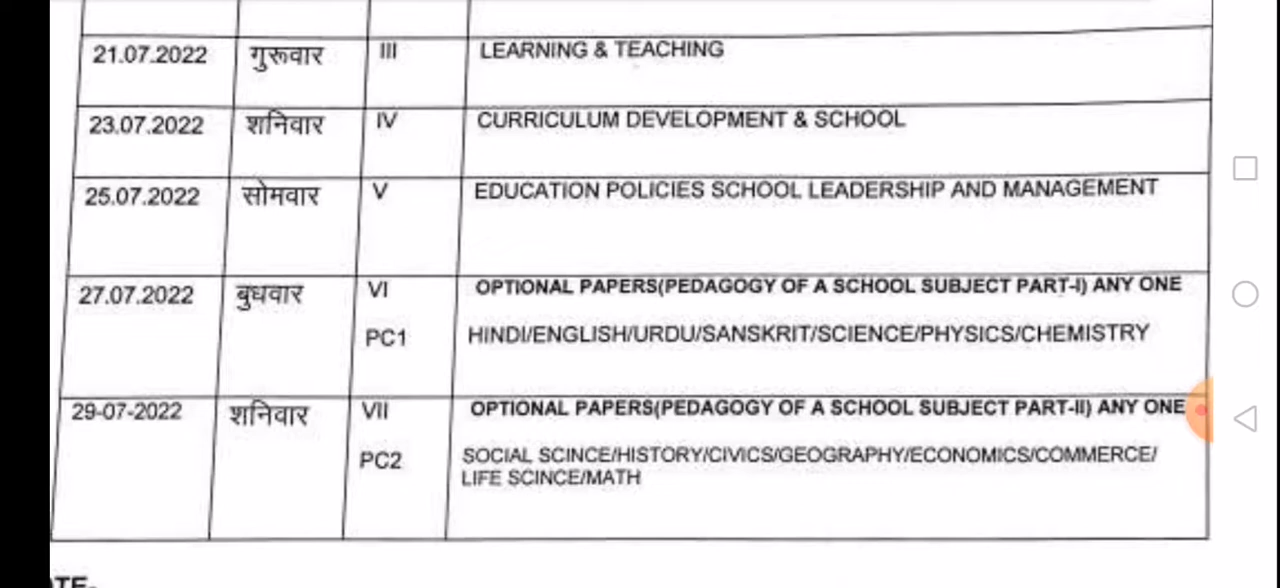 21.07.2022 गुरूवार III LEARNING & TEACHING
23.07.2022 शनिवार IV CURRICULUM DEVELOPMENT & SCHOOL
25.07.2022 सोमवार V EDUCATION POLICIES SCHOOL LEADERSHIP AND MANAGEMENT
27.07.2022 बुधवार VI OPTIONAL PAPERS(PEDAGOGY OF A SCHOOL SUBJECT PART-I) ANY ONE
PC1 HINDI/ENGLISH/URDU/SANSKRIT/SCIENCE/PHYSICS/CHEMISTRY
29-07-2022 शनिवार VII OPTIONAL PAPERS(PEDAGOGY OF A SCHOOL SUBJECT PART-II) ANY ONE
PC2 SOCIAL SCINCE/HISTORY/CIVICS/GEOGRAPHY/ECONOMICS/COMMERCE/
LIFE SCINCE/MATH